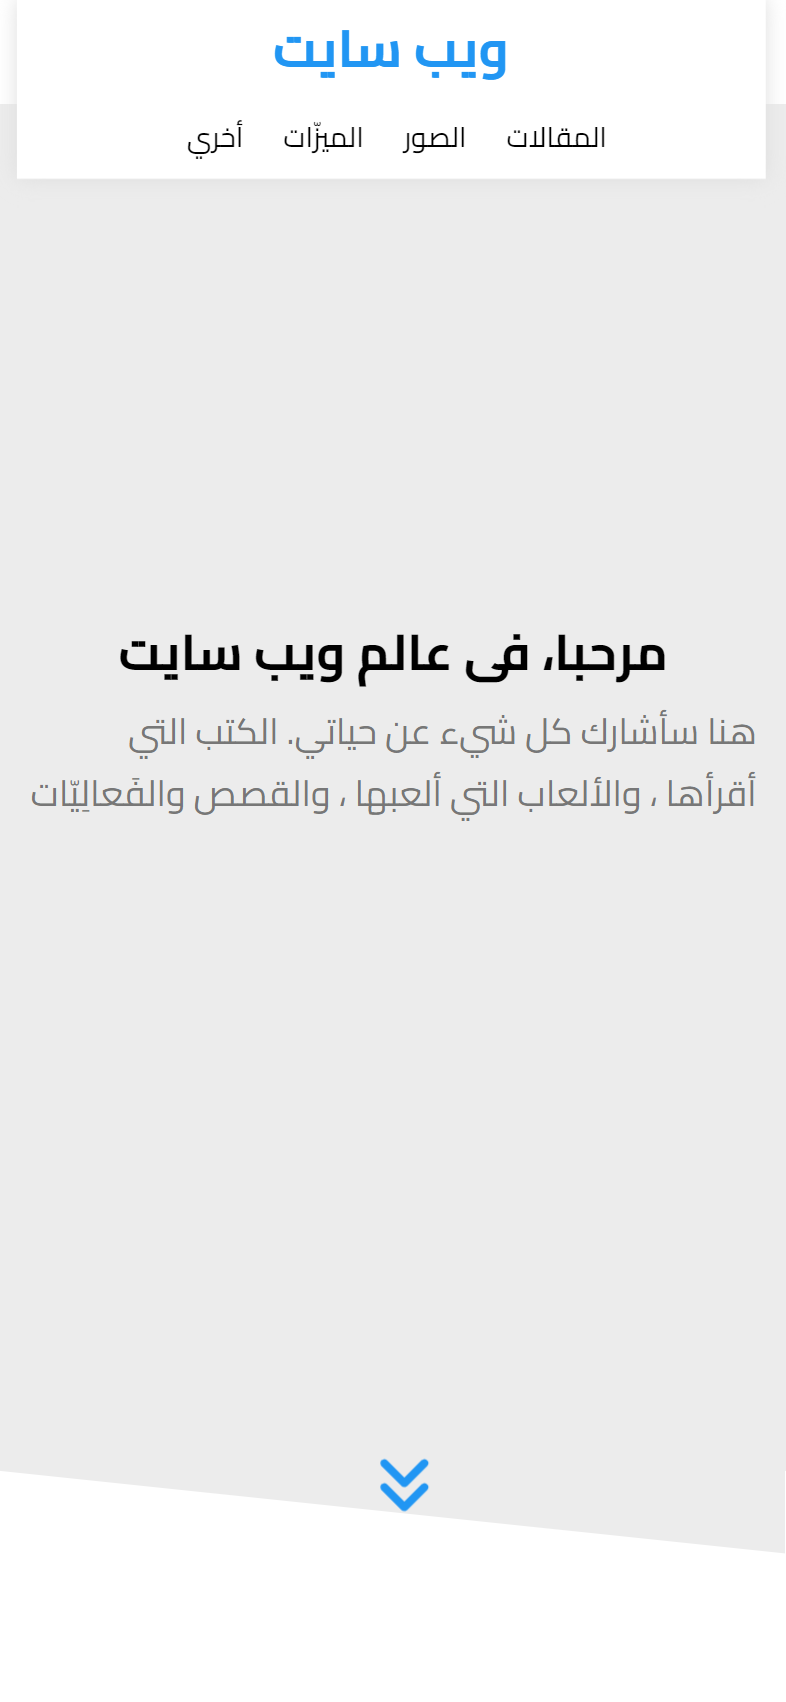 ويب سايت
المقالات الصور الميزّات أخري
مرحبا، فى عالم ويب سايت
هنا سأشارك كل شيء عن حياتي. الكتب التي
أقرأها ، والألعاب التي ألعبها ، والقصص والفَعالِيّات